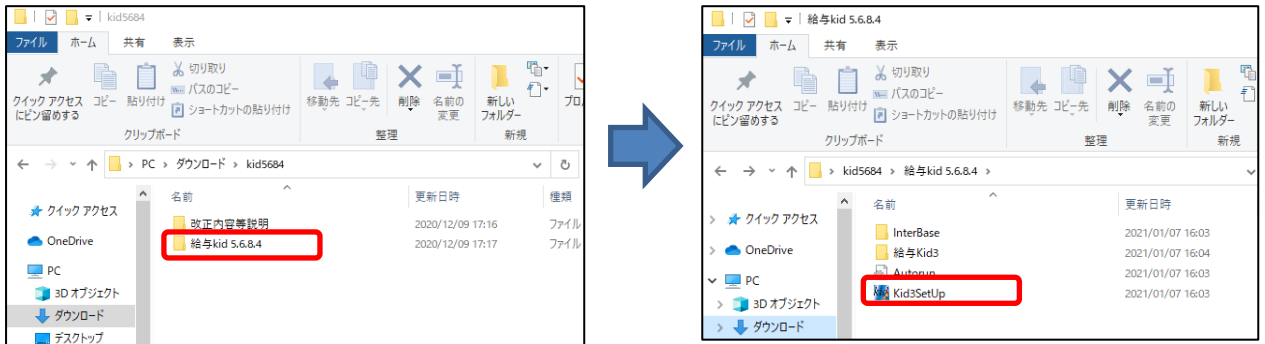 kid5684
ファイル ホーム 共有 表示
クイック アクセス にピン留めする
コピー
貼り付け
切り取り
パスのコピー
ショートカットの貼り付け
クリップボード
移動先 コピー先 削除 名前の変更
整理
新しい フォルダー
新規
PC > ダウンロード > kid5684
名前 更新日時 種類
クイック アクセス
OneDrive
PC
3D オブジェクト
ダウンロード
デスクトップ
改正内容等説明 2020/12/09 17:16 ファイル
給与kid 5.6.8.4 2020/12/09 17:17 ファイル
給与kid 5.6.8.4
ファイル ホーム 共有 表示
クイック アクセス にピン留めする
コピー
貼り付け
切り取り
パスのコピー
ショートカットの貼り付け
クリップボード
移動先 コピー先 削除 名前の変更
整理
新しい フォルダー
新規
kid5684 > 給与kid 5.6.8.4 >
名前 更新日時
クイック アクセス
OneDrive
PC
3D オブジェクト
ダウンロード
InterBase 2021/01/07 16:03
給与Kid3 2021/01/07 16:04
Autorun 2021/01/07 16:03
Kid3SetUp 2021/01/07 16:03